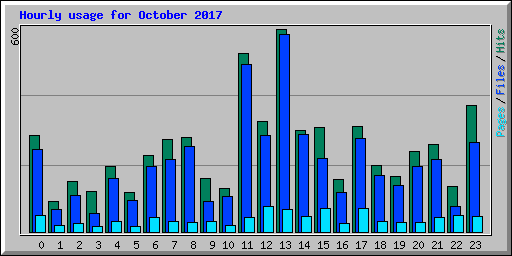 Hourly usage for October 2017
600
Pages / Files / Hits
0 1 2 3 4 5 6 7 8 9 10 11 12 13 14 15 16 17 18 19 20 21 22 23